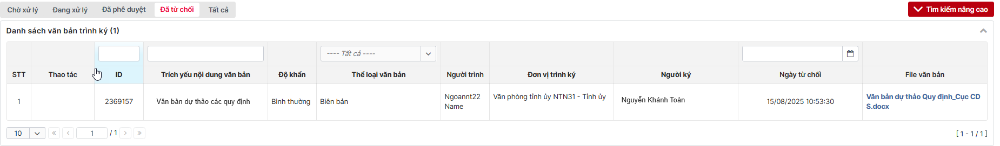 Chờ xử lý Đang xử lý Đã phê duyệt Đã từ chối Tất cả Tìm kiếm nâng cao
Danh sách văn bản trình ký (1)
---- Tất cả ----
STT Thao tác ID Trích yếu nội dung văn bản Độ khẩn Thể loại văn bản Người trình Đơn vị trình ký Người ký Ngày từ chối File văn bản
1 2369157 Văn bản dự thảo các quy định Bình thường Biên bản Ngoannt22 Văn phòng tỉnh ủy NTN31 - Tỉnh ủy Nguyễn Khánh Toàn 15/08/2025 10:53:30 Văn bản dự thảo Quy định_Cục CD
Name S.docx
10 « ‹ 1 / 1 › » [ 1 - 1 / 1 ]